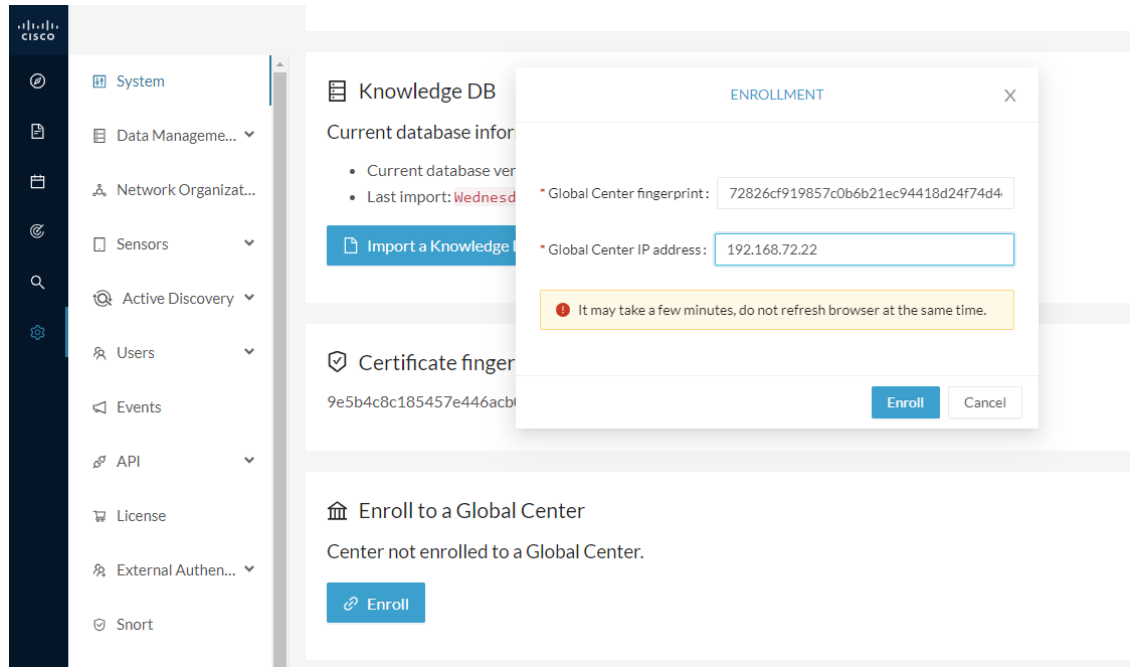 cisco
System
Data Manageme...
Network Organizat...
Sensors
Active Discovery
Users
Events
API
License
External Authen...
Snort
Knowledge DB
Current database infor
Current database ver
Last import: Wednesd
Import a Knowledge
Certificate finger
9e5b4c8c185457e446acb
Enroll to a Global Center
Center not enrolled to a Global Center.
Enroll
ENROLLMENT
* Global Center fingerprint: 72826cf919857c0b6b21ec94418d24f74d4
* Global Center IP address: 192.168.72.22
It may take a few minutes, do not refresh browser at the same time.
Enroll Cancel